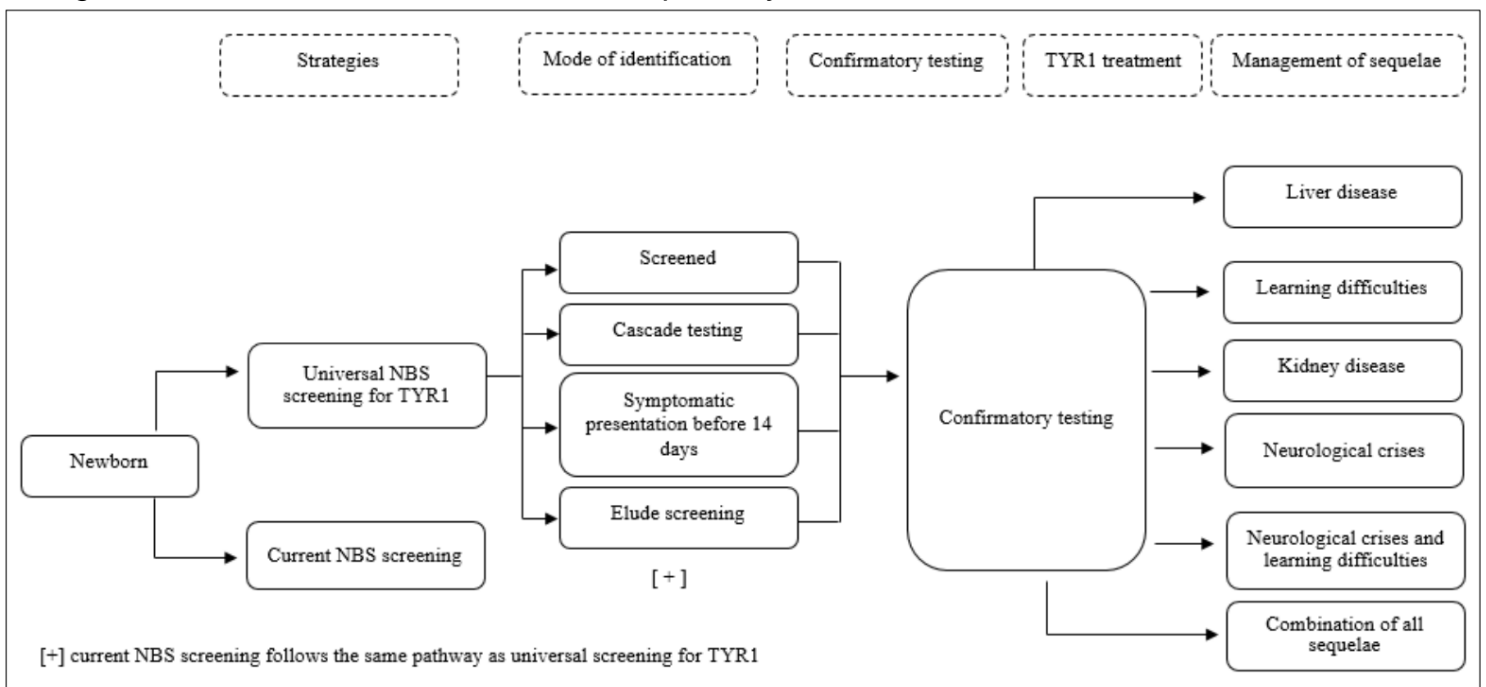 Strategies
Mode of identification
Confirmatory testing
TYR1 treatment
Management of sequelae
Liver disease
Screened
Learning difficulties
Cascade testing
Universal NBS
screening for TYR1
Kidney disease
Symptomatic
presentation before 14
days
Confirmatory testing
Newborn
Neurological crises
Elude screening
Current NBS screening
Neurological crises and
learning difficulties
[ + ]
Combination of all
sequelae
[+] current NBS screening follows the same pathway as universal screening for TYR1